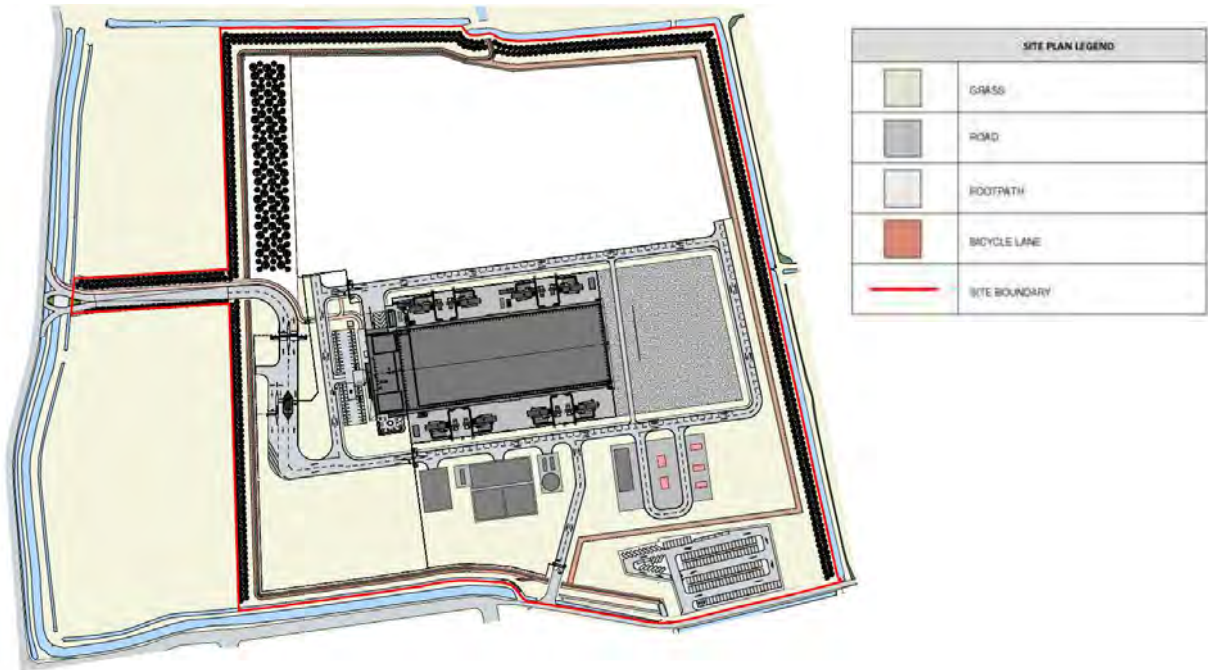 SITE PLAN LEGEND
GRASS
ROAD
FOOTPATH
BICYCLE LANE
SITE BOUNDARY